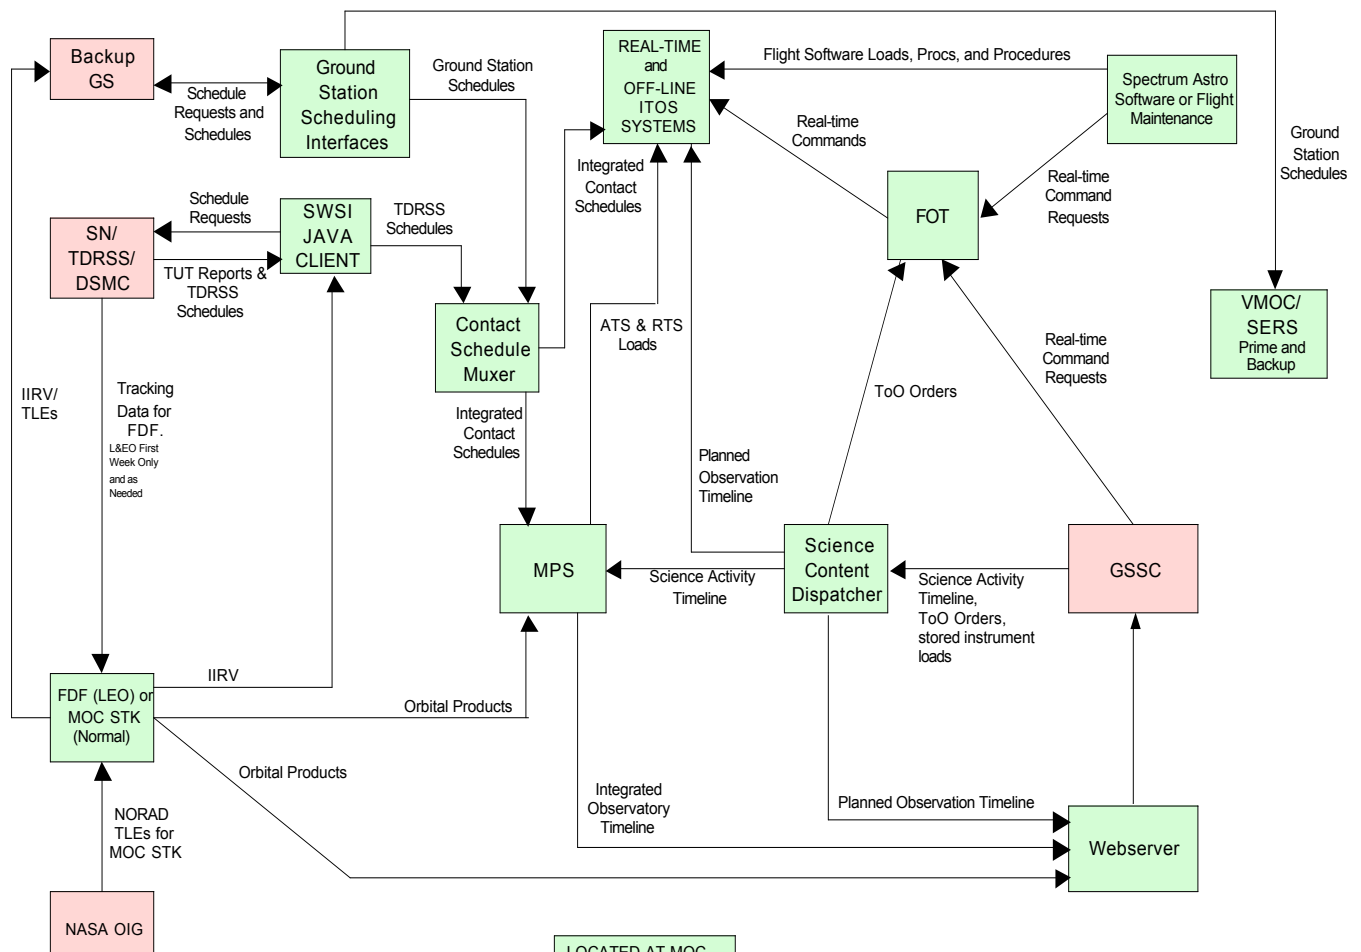 Backup
GS
Schedule
Requests and
Schedules
Ground
Station
Scheduling
Interfaces
Ground Station
Schedules
REAL-TIME
and
OFF-LINE
ITOS
SYSTEMS
Flight Software Loads, Procs, and Procedures
Spectrum Astro
Software or Flight
Maintenance
Real-time
Commands
Real-time
Command
Requests
Ground
Station
Schedules
FOT
SN/
TDRSS/
DSMC
Schedule
Requests
TUT Reports &
TDRSS
Schedules
SWSI
JAVA
CLIENT
TDRSS
Schedules
Integrated
Contact
Schedules
Contact
Schedule
Muxer
ATS & RTS
Loads
VMOC/
SERS
Prime and
Backup
Real-time
Command
Requests
ToO Orders
IIRV/
TLEs
Tracking
Data for
FDF.
L&EO First
Week Only
and as
Needed
Integrated
Contact
Schedules
Planned
Observation
Timeline
MPS
Science Activity
Timeline
Science
Content
Dispatcher
Science Activity
Timeline,
ToO Orders,
stored instrument
loads
GSSC
FDF (LEO) or
MOC STK
(Normal)
IIRV
Orbital Products
Orbital Products
Integrated
Observatory
Timeline
Planned Observation Timeline
Webserver
NORAD
TLEs for
MOC STK
NASA OIG
LOCATED AT MOC